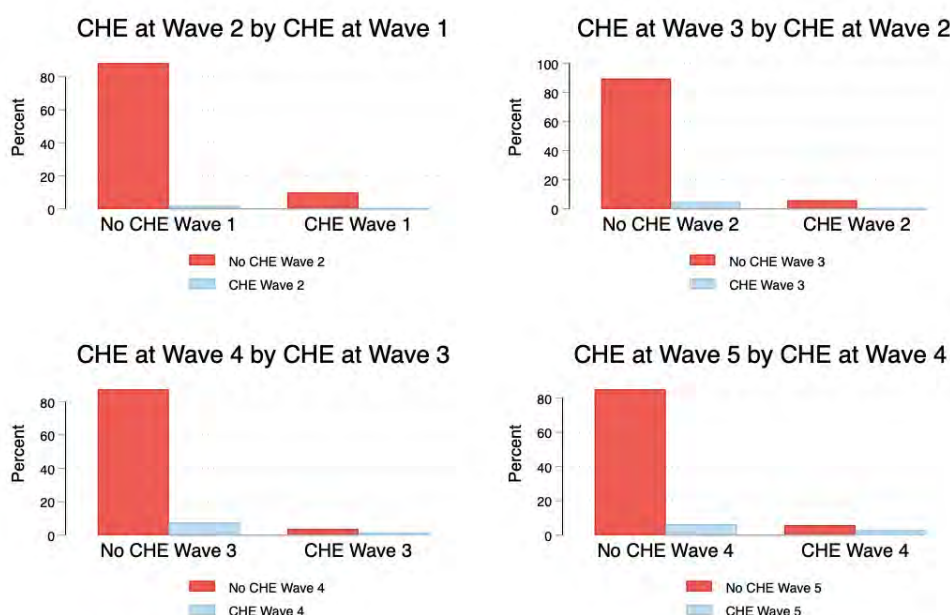 CHE at Wave 2 by CHE at Wave 1
Percent
80
60
40
20
0
No CHE Wave 1
CHE Wave 1
No CHE Wave 2
CHE Wave 2
CHE at Wave 3 by CHE at Wave 2
Percent
100
80
60
40
20
0
No CHE Wave 2
CHE Wave 2
No CHE Wave 3
CHE Wave 3
CHE at Wave 4 by CHE at Wave 3
Percent
80
60
40
20
0
No CHE Wave 3
CHE Wave 3
No CHE Wave 4
CHE Wave 4
CHE at Wave 5 by CHE at Wave 4
Percent
80
60
40
20
0
No CHE Wave 4
CHE Wave 4
No CHE Wave 5
CHE Wave 5